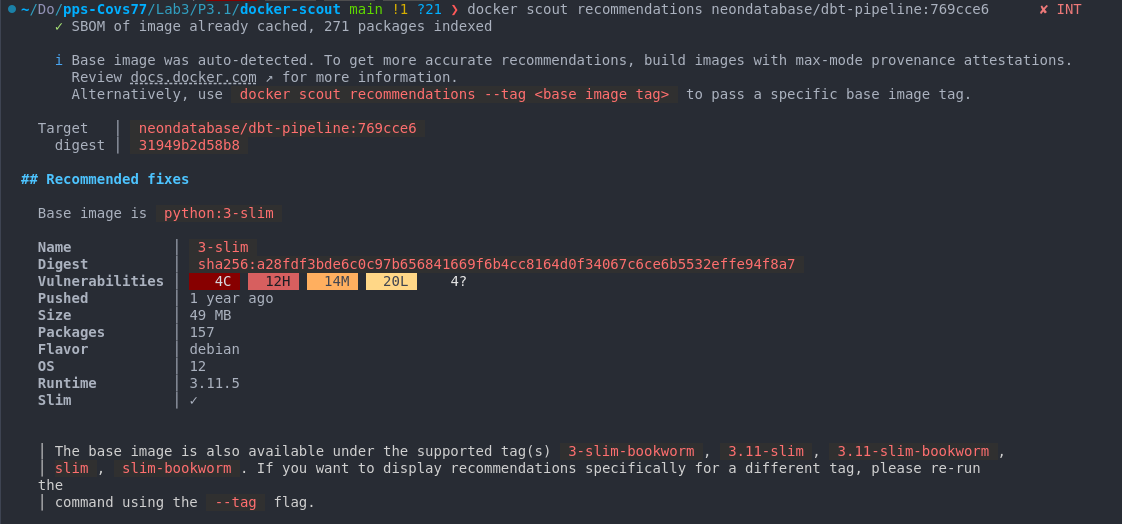 ~/Do/pps-Covs77/Lab3/P3.1/docker-scout main !1 ?21 ❯ docker scout recommendations neondatabase/dbt-pipeline:769cce6 ✘ INT
✓ SBOM of image already cached, 271 packages indexed
i Base image was auto-detected. To get more accurate recommendations, build images with max-mode provenance attestations.
Review docs.docker.com ↗ for more information.
Alternatively, use docker scout recommendations --tag <base image tag> to pass a specific base image tag.
Target │ neondatabase/dbt-pipeline:769cce6
digest │ 31949b2d58b8
## Recommended fixes
Base image is python:3-slim
Name │ 3-slim
Digest │ sha256:a28fdf3bde6c0c97b656841669f6b4cc8164d0f34067c6ce6b5532effe94f8a7
Vulnerabilities │ 4C 12H 14M 20L 4?
Pushed │ 1 year ago
Size │ 49 MB
Packages │ 157
Flavor │ debian
OS │ 12
Runtime │ 3.11.5
Slim │ ✓
│ The base image is also available under the supported tag(s) 3-slim-bookworm , 3.11-slim , 3.11-slim-bookworm ,
│ slim , slim-bookworm . If you want to display recommendations specifically for a different tag, please re-run
the
│ command using the --tag flag.